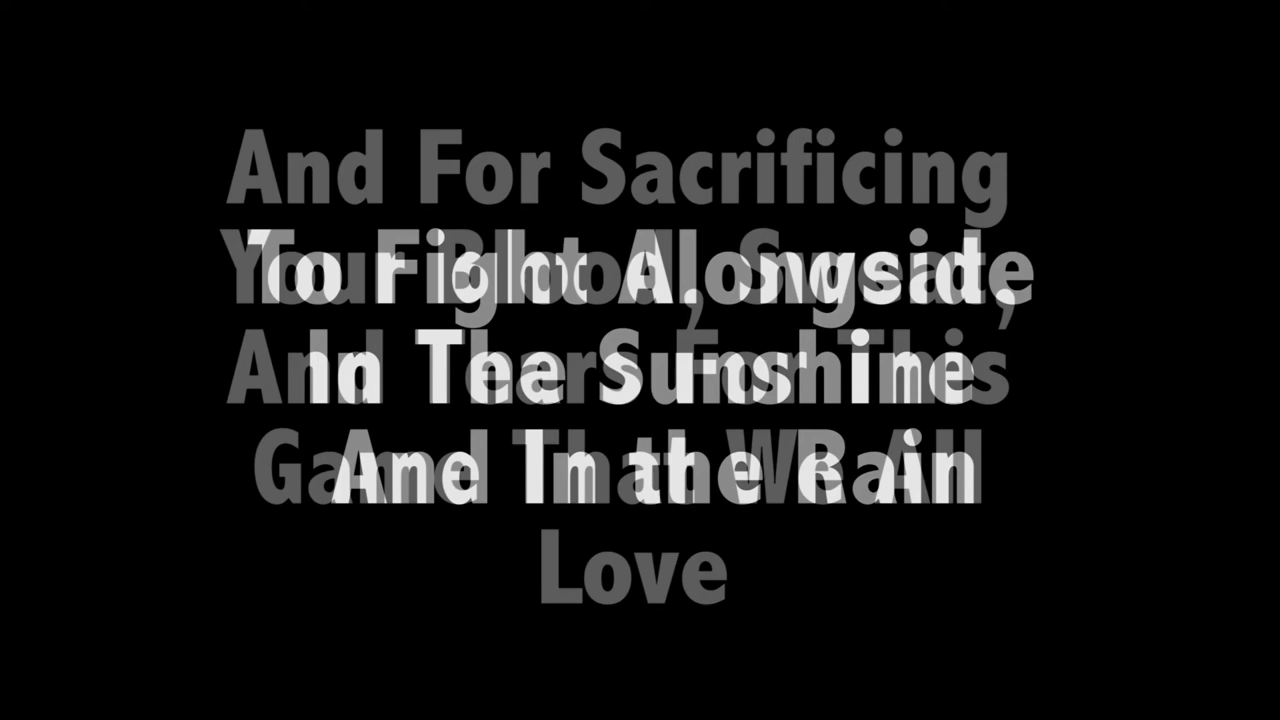 And For Sacrificing
Your Blood, Sweat,
And Tears For This
Game That We All
Love
To Fight Alongside
In The Sunshine
And In the Rain